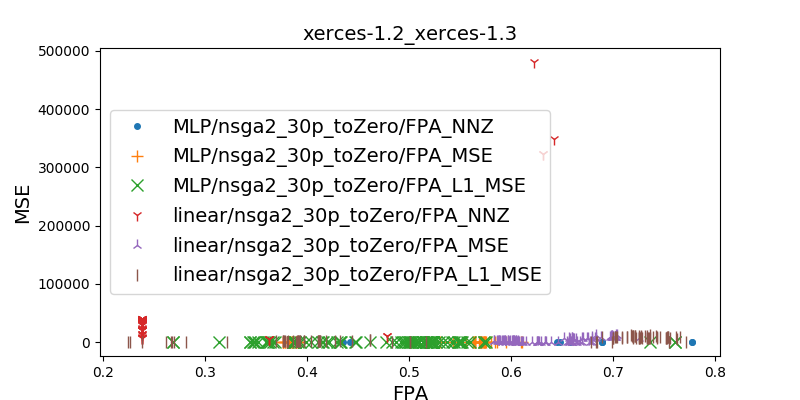 xerces-1.2_xerces-1.3
500000
400000
300000
200000
100000
0
MSE
MLP/nsga2_30p_toZero/FPA_NNZ
MLP/nsga2_30p_toZero/FPA_MSE
MLP/nsga2_30p_toZero/FPA_L1_MSE
linear/nsga2_30p_toZero/FPA_NNZ
linear/nsga2_30p_toZero/FPA_MSE
linear/nsga2_30p_toZero/FPA_L1_MSE
0.2 0.3 0.4 0.5 0.6 0.7 0.8
FPA